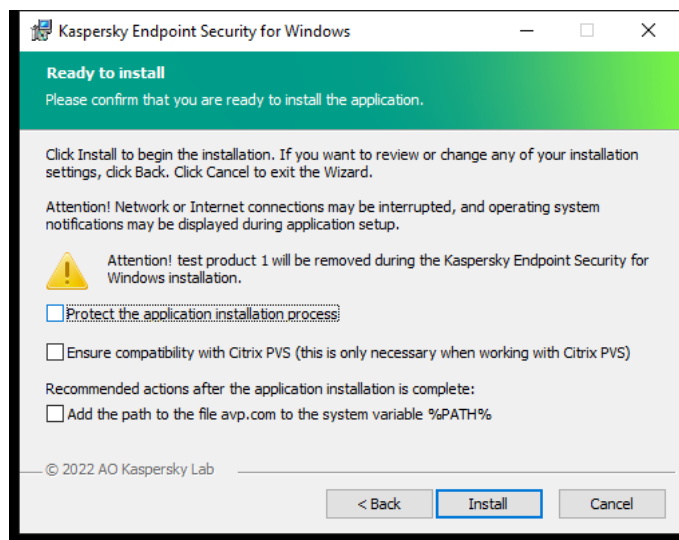 Kaspersky Endpoint Security for Windows
Ready to install
Please confirm that you are ready to install the application.
Click Install to begin the installation. If you want to review or change any of your installation
settings, click Back. Click Cancel to exit the Wizard.
Attention! Network or Internet connections may be interrupted, and operating system
notifications may be displayed during application setup.
Attention! test product 1 will be removed during the Kaspersky Endpoint Security for
Windows installation.
Protect the application installation process
Ensure compatibility with Citrix PVS (this is only necessary when working with Citrix PVS)
Recommended actions after the application installation is complete:
Add the path to the file avp.com to the system variable %PATH%
© 2022 AO Kaspersky Lab
< Back Install Cancel